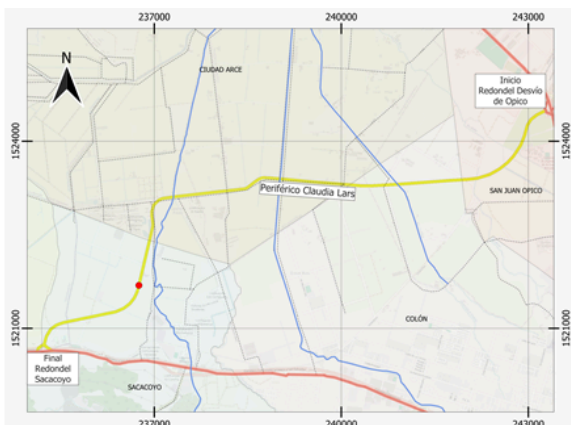 237000
240000
243000
N
CIUDAD ARCE
Inicio
Redondel Desvío
de Opico
1524000
1524000
Periférico Claudia Lars
SAN JUAN OPICO
1521000
1521000
COLÓN
Final
Redondel
Sacacoyo
SACACOYO
237000
240000
243000